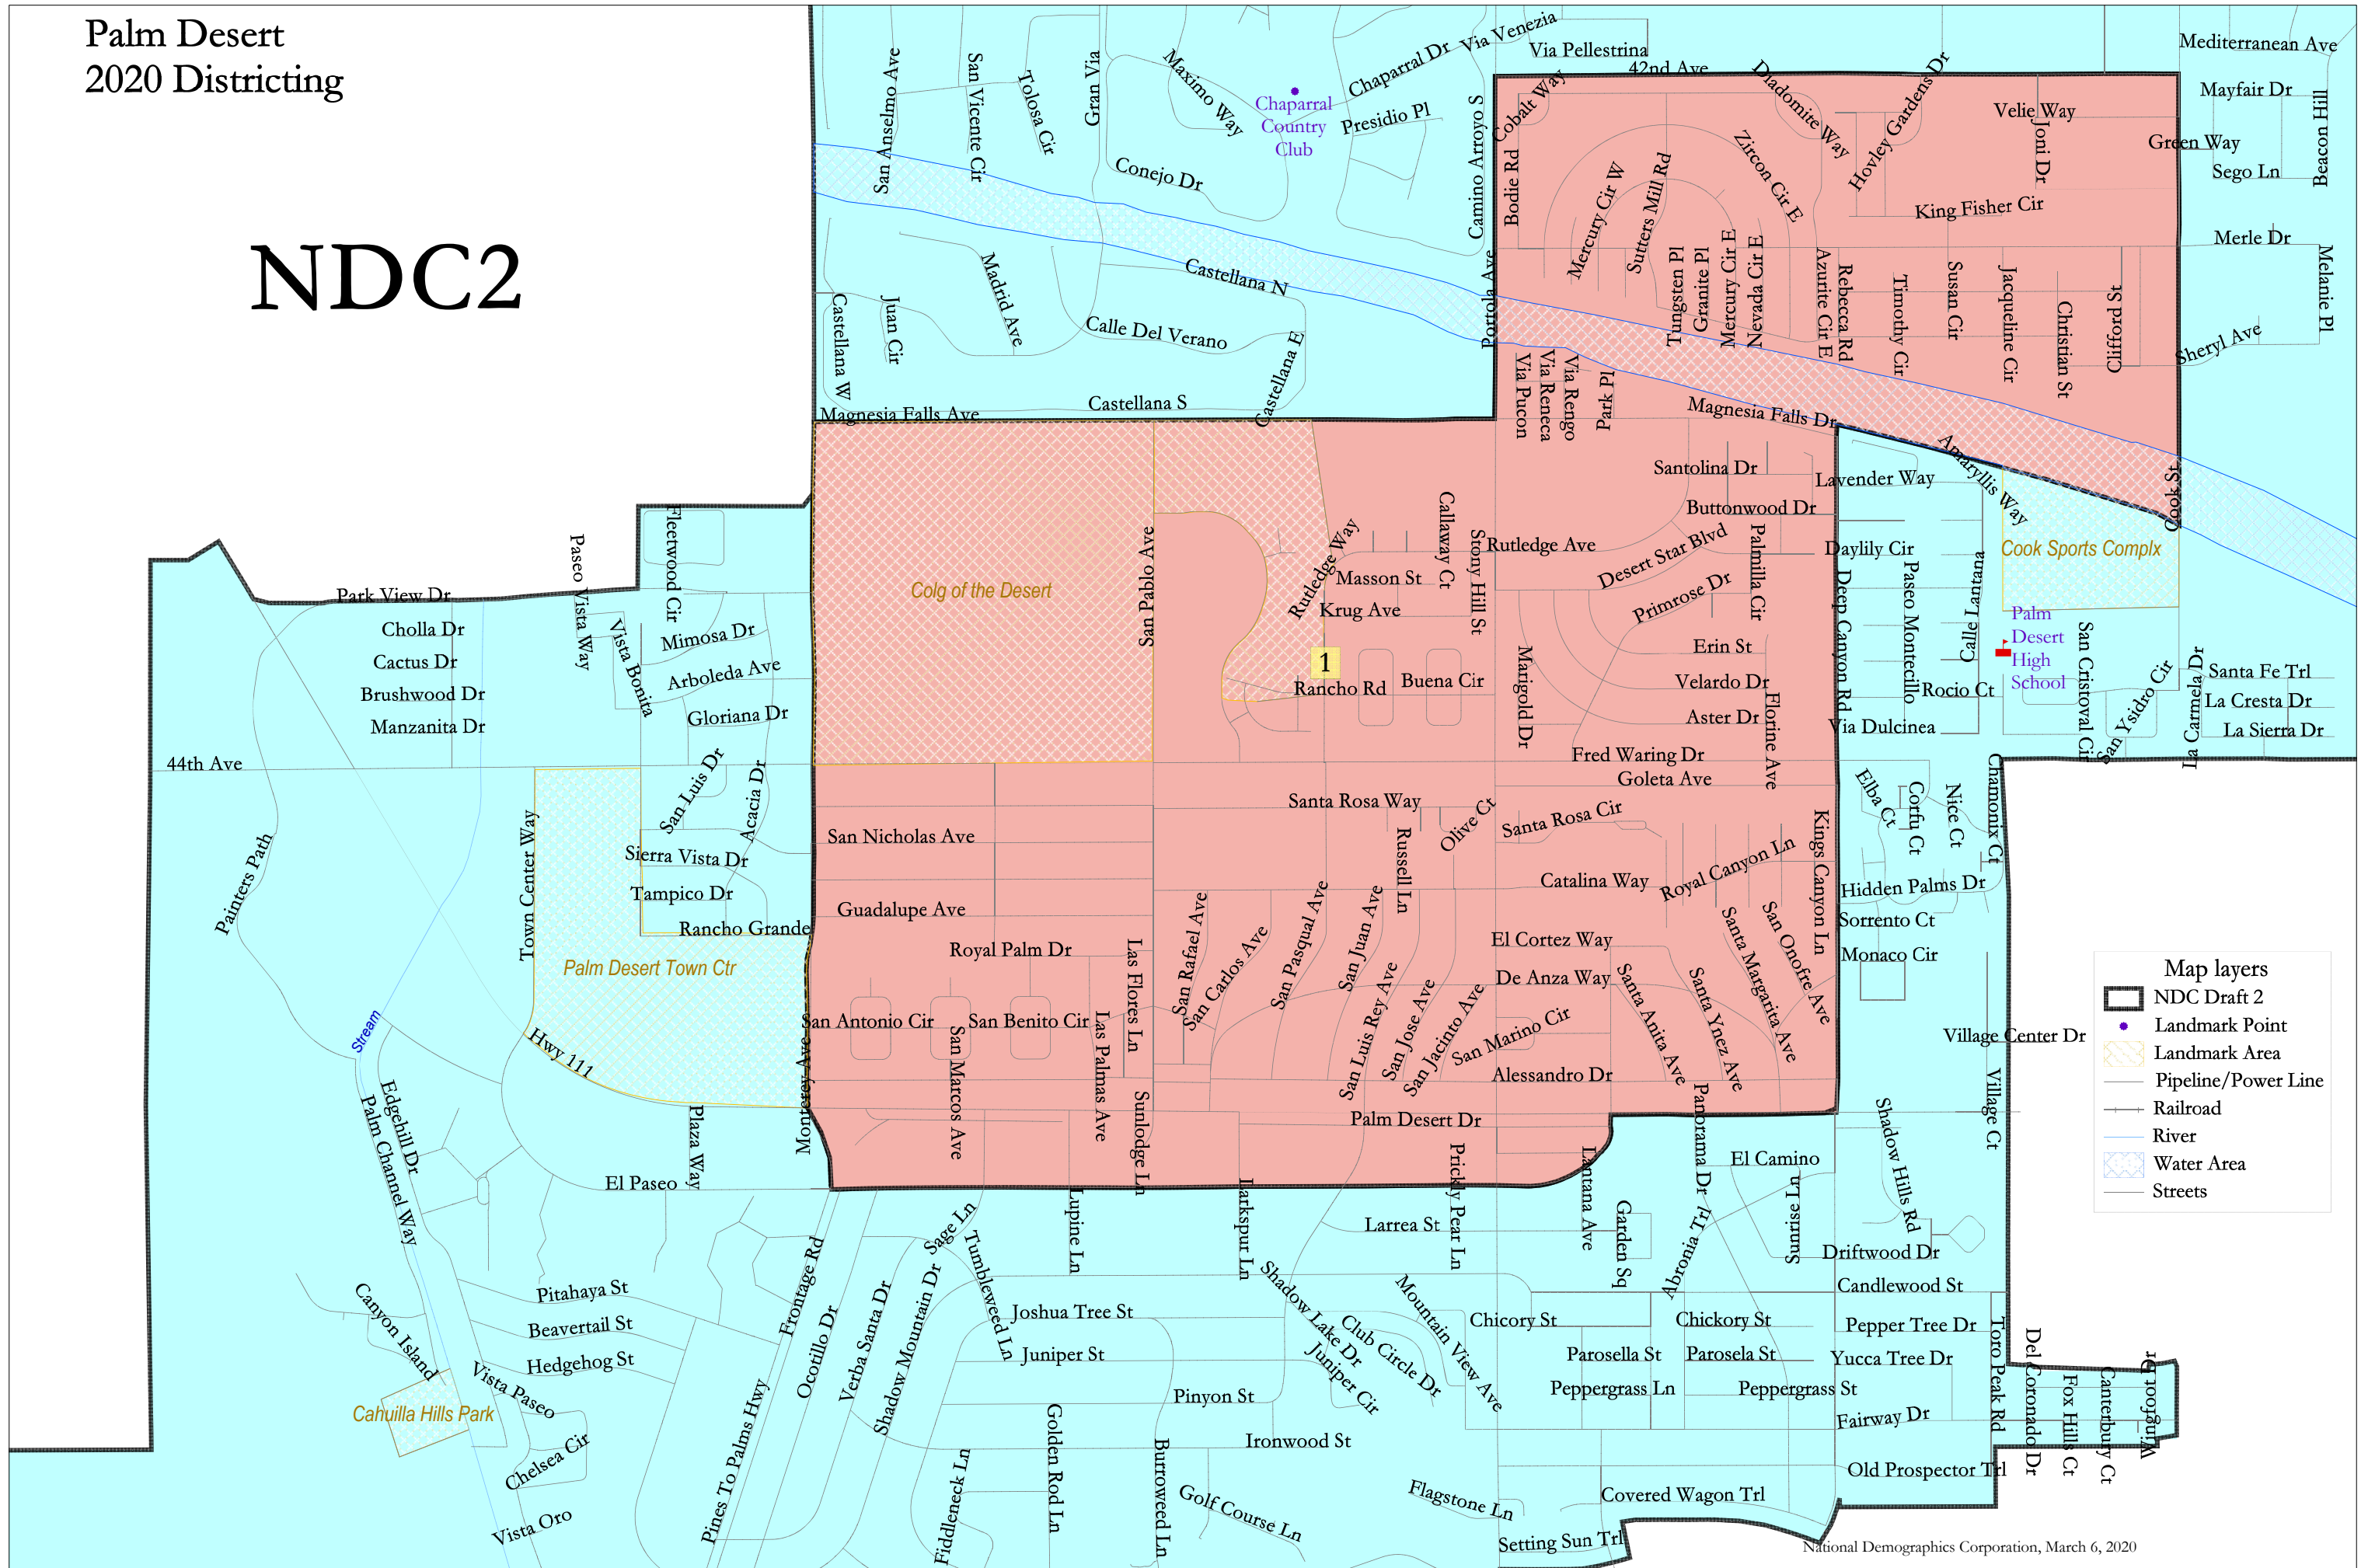 Palm Desert
2020 Districting
NDC2
San Anselmo Ave
San Vicente Cir
Tolosa Cir
Gran Via
Maximo Way
Conejo Dr
Chaparral
Country
Club
Chaparral Dr
Via Venezia
Presidio Pl
Camino Arroyo S
Via Pellestrina
42nd Ave
Cobalt Way
Bodie Rd
Mercury Cir W
Sutters Mill Rd
Zircon Cir E
Diadomite Way
Hovley Gardens Dr
Velie Way
Joni Dr
King Fisher Cir
Mediterranean Ave
Mayfair Dr
Green Way
Sego Ln
Beacon Hill
Merle Dr
Melanie Pl
Sheryl Ave
Madrid Ave
Castellana N
Castellana W
Juan Cir
Calle Del Verano
Castellana E
Castellana S
Magnesia Falls Ave
Portola Ave
Tungsten Pl
Granite Pl
Mercury Cir E
Nevada Cir E
Azurite Cir E
Rebecca Rd
Timothy Cir
Susan Cir
Jacqueline Cir
Christian St
Clifford St
Via Pucon
Via Reneca
Via Rengo
Park Pl
Magnesia Falls Dr
Amaryllis Way
Cook St
Santolina Dr
Lavender Way
Buttonwood Dr
Rutledge Ave
Desert Star Blvd
Palmilla Cir
Daylily Cir
Primrose Dr
Callaway Ct
Stony Hill St
Rutledge Way
Masson St
Krug Ave
1
Rancho Rd
Buena Cir
Marigold Dr
Erin St
Velardo Dr
Aster Dr
Florine Ave
Deep Canyon Rd
Paseo Montecillo
Calle Lantana
Rocio Ct
Via Dulcinea
Cook Sports Complx
Palm
Desert
High
School
San Cristoval Cir
San Ysidro Cir
La Carmela Dr
Santa Fe Trl
La Cresta Dr
La Sierra Dr
Colg of the Desert
San Pablo Ave
Fleetwood Cir
Paseo Vista Way
Vista Bonita
Park View Dr
Cholla Dr
Cactus Dr
Brushwood Dr
Manzanita Dr
Mimosa Dr
Arboleda Ave
Gloriana Dr
44th Ave
San Luis Dr
Acacia Dr
Town Center Way
Painters Path
Sierra Vista Dr
Tampico Dr
Rancho Grande
Palm Desert Town Ctr
Stream
Hwy 111
Fred Waring Dr
Goleta Ave
Santa Rosa Way
San Nicholas Ave
Guadalupe Ave
Royal Palm Dr
Las Flores Ln
San Antonio Cir
San Benito Cir
San Marcos Ave
Las Palmas Ave
Monterey Ave
San Rafael Ave
San Carlos Ave
San Pasqual Ave
San Juan Ave
Russell Ln
Olive Ct
Santa Rosa Cir
Catalina Way
Royal Canyon Ln
Kings Canyon Ln
El Cortez Way
De Anza Way
San Luis Rey Ave
San Jose Ave
San Jacinto Ave
San Marino Cir
Santa Anita Ave
Santa Ynez Ave
Santa Margarita Ave
San Onofre Ave
Alessandro Dr
Palm Desert Dr
Elba Ct
Corfu Ct
Nice Ct
Chamonix Ct
Hidden Palms Dr
Sorrento Ct
Monaco Cir
Village Center Dr
Village Ct
Map layers
NDC Draft 2
Landmark Point
Landmark Area
Pipeline/Power Line
Railroad
River
Water Area
Streets
Edgehill Dr
Palm Channel Way
Plaza Way
El Paseo
Sunlodge Ln
Lupine Ln
Larkspur Ln
Prickly Pear Ln
Lantana Ave
Panorama Dr
El Camino
Sunrise Ln
Shadow Hills Rd
Larrea St
Garden Sq
Abronia Trl
Driftwood Dr
Candlewood St
Canyon Island
Pitahaya St
Beavertail St
Hedgehog St
Vista Paseo
Cahuilla Hills Park
Chelsea Cir
Vista Oro
Frontage Rd
Pines To Palms Hwy
Ocotillo Dr
Verba Santa Dr
Shadow Mountain Dr
Sage Ln
Tumbleweed Ln
Joshua Tree St
Juniper St
Pinyon St
Ironwood St
Shadow Lake Dr
Club Circle Dr
Juniper Cir
Mountain View Ave
Chicory St
Chickory St
Pepper Tree Dr
Parosella St
Parosela St
Yucca Tree Dr
Peppergrass Ln
Peppergrass St
Fairway Dr
Toro Peak Rd
Del Coronado Dr
Fox Hills Ct
Canterbury Ct
Wington Dr
Old Prospector Trl
Covered Wagon Trl
Fiddleneck Ln
Golden Rod Ln
Burroweed Ln
Golf Course Ln
Flagstone Ln
Setting Sun Trl
National Demographics Corporation, March 6, 2020